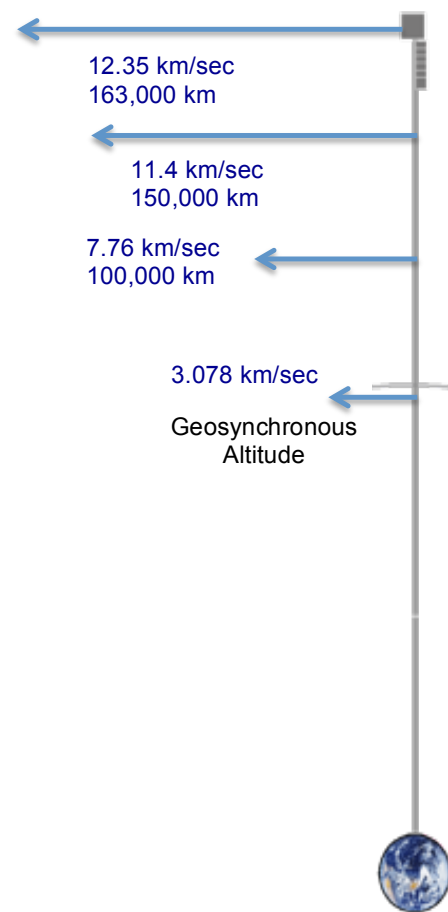 12.35 km/sec
163,000 km
11.4 km/sec
150,000 km
7.76 km/sec
100,000 km
3.078 km/sec
Geosynchronous
Altitude